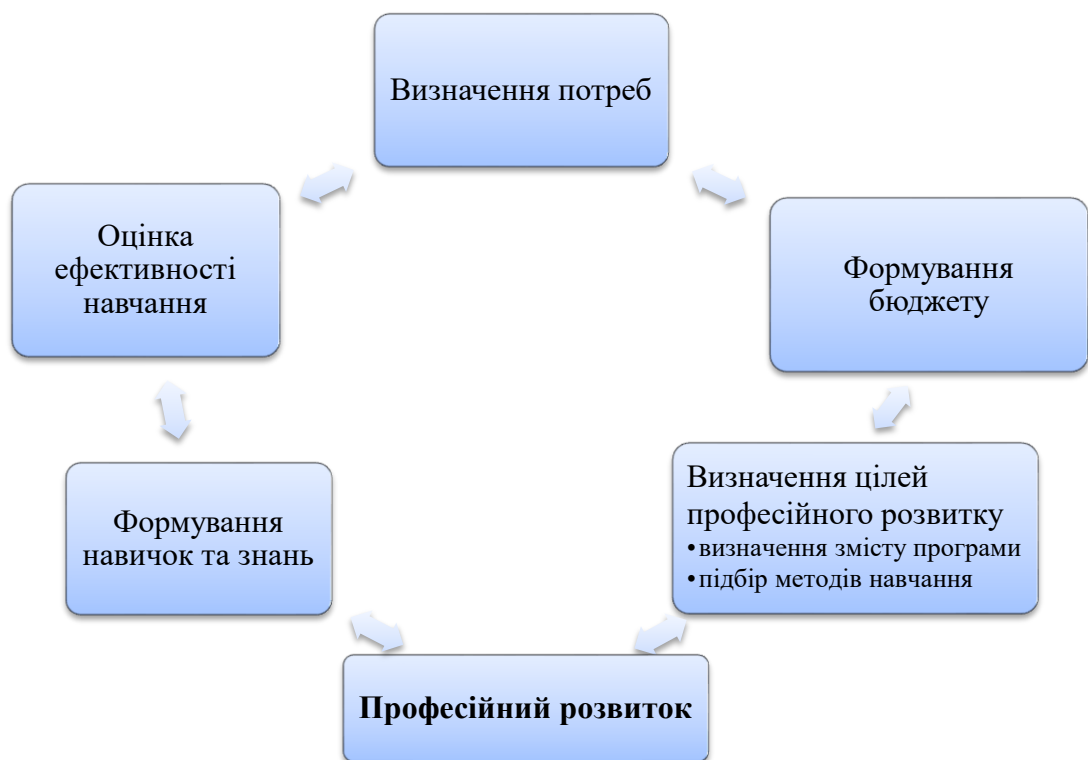 Визначення потреб
Оцінка
ефективності
навчання
Формування
бюджету
Формування
навичок та знань
Визначення цілей
професійного розвитку
•визначення змісту програми
•підбір методів навчання
Професійний розвиток